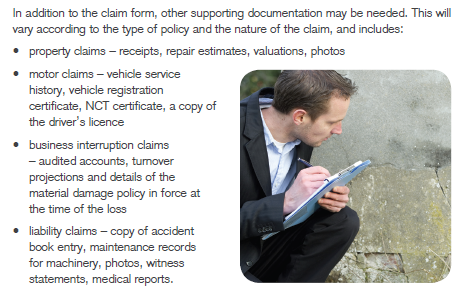 In addition to the claim form, other supporting documentation may be needed. This will
vary according to the type of policy and the nature of the claim, and includes:
• property claims – receipts, repair estimates, valuations, photos
• motor claims – vehicle service
history, vehicle registration
certificate, NCT certificate, a copy of
the driver's licence
• business interruption claims
– audited accounts, turnover
projections and details of the
material damage policy in force at
the time of the loss
• liability claims – copy of accident
book entry, maintenance records
for machinery, photos, witness
statements, medical reports.